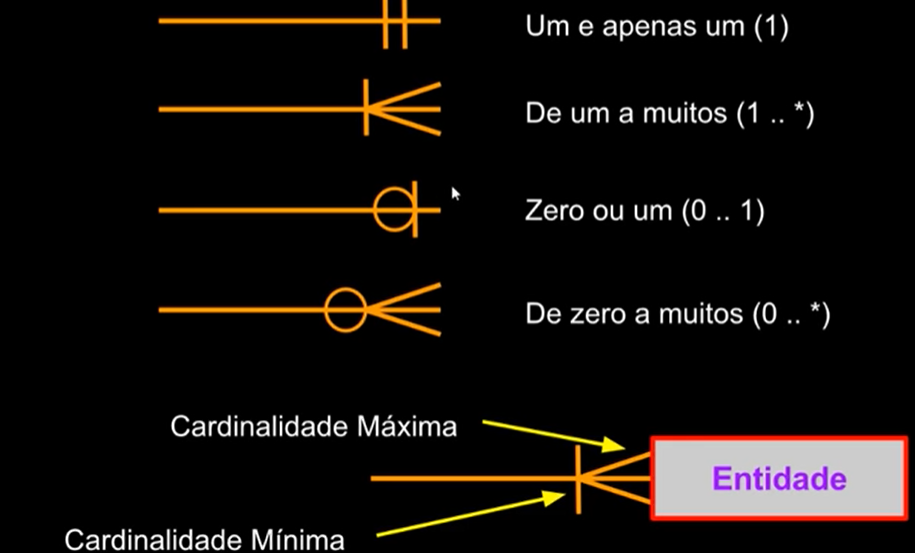 Um e apenas um (1)
De um a muitos (1 .. *)
Zero ou um (0 .. 1)
De zero a muitos (0 .. *)
Cardinalidade Máxima
Entidade
Cardinalidade Mínima